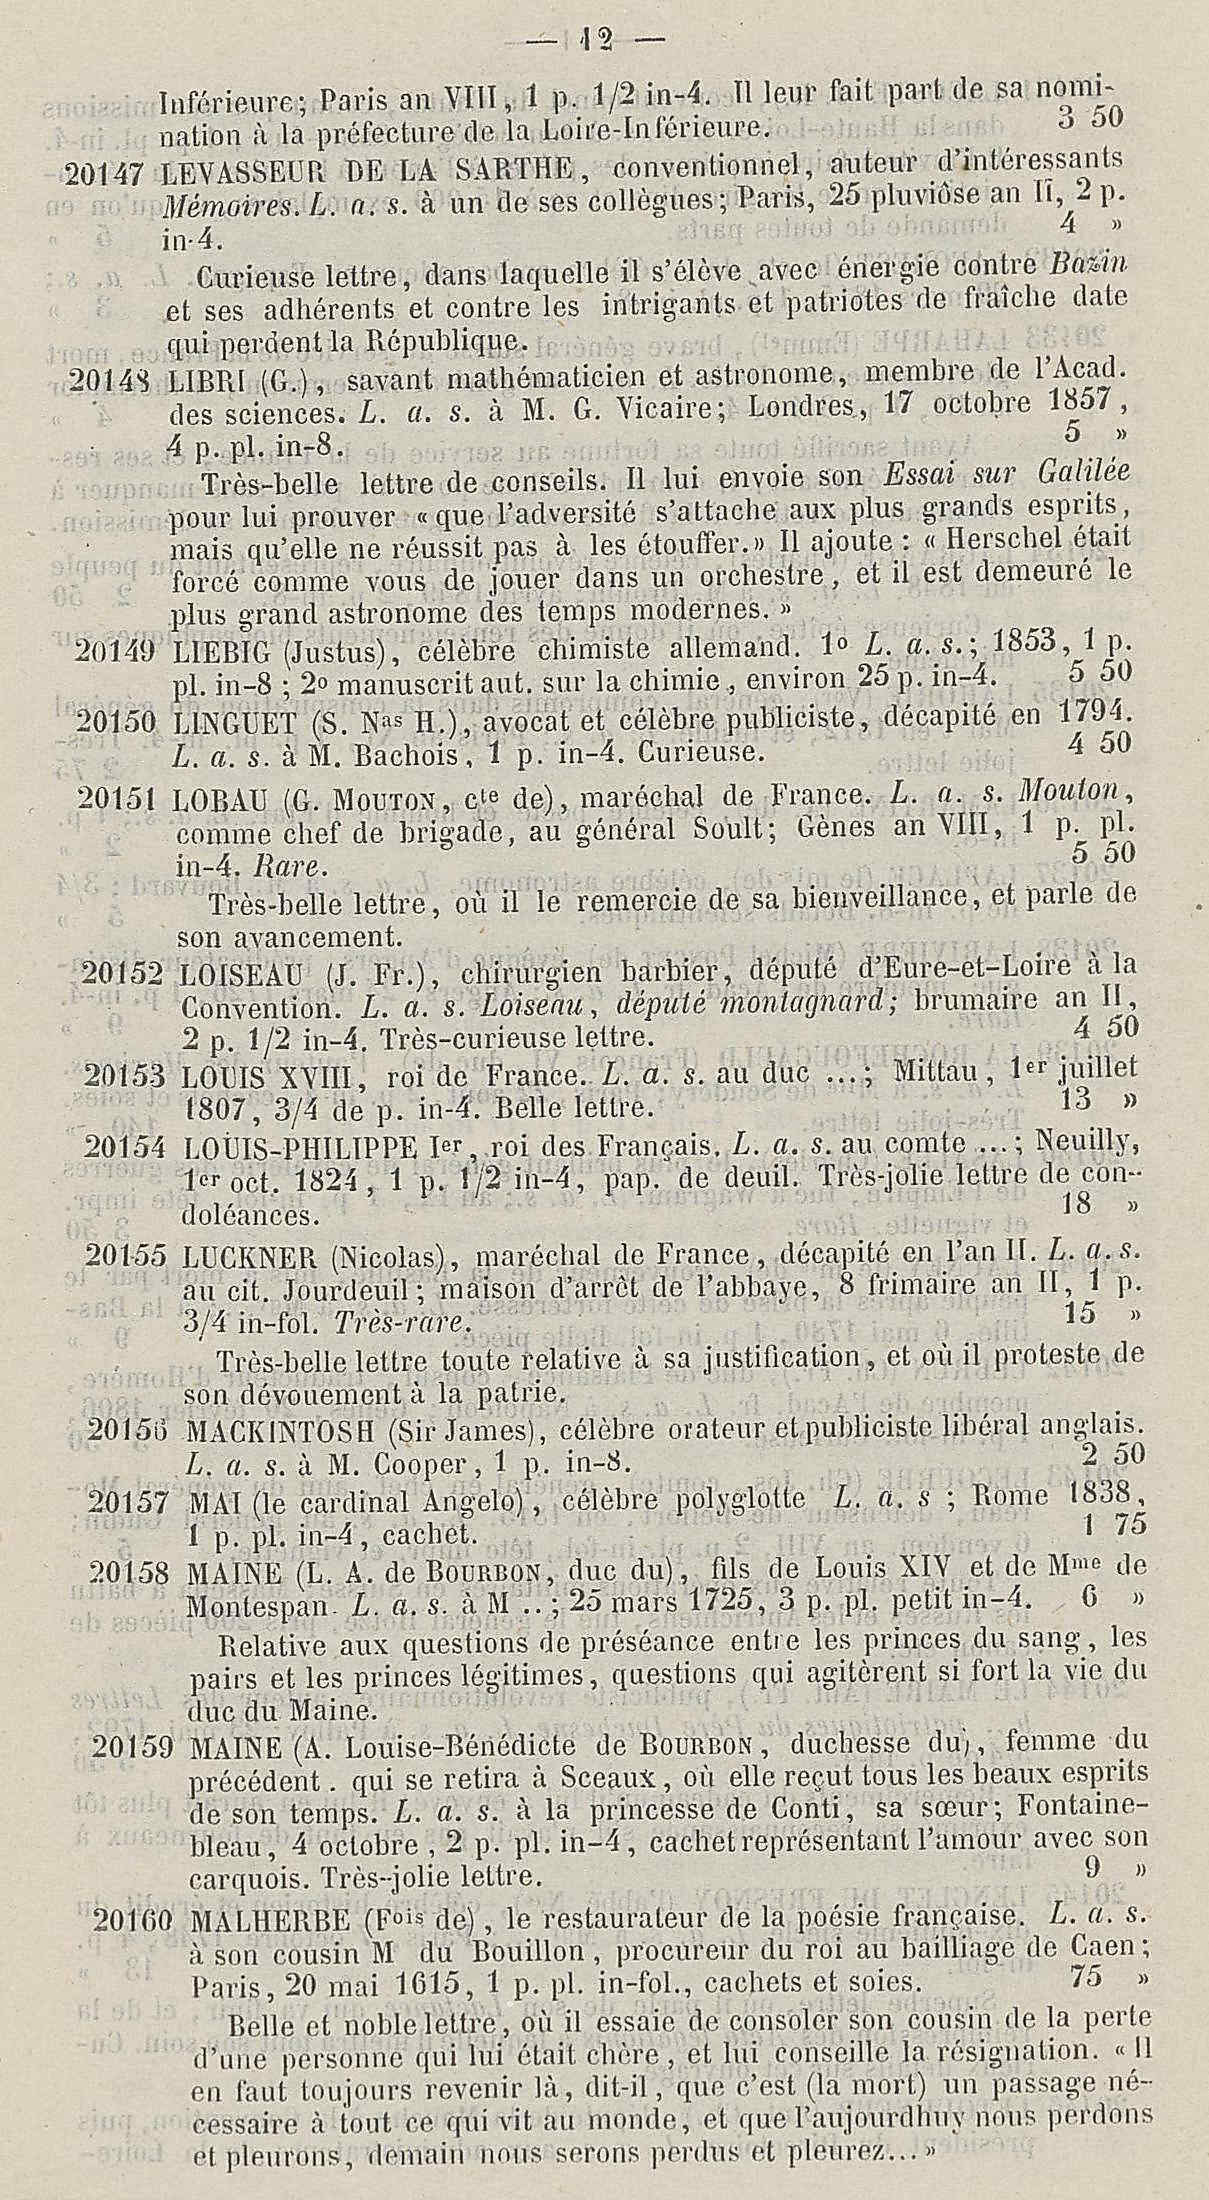 — 12 —
Inférieure; Paris an VIII, 1 p. 1/2 in-4. Il leur fait part de sa nomi-
nation à la préfecture de la Loire-Inférieure. 3 50
20147 LEVASSEUR DE LA SARTHE, conventionnel, auteur d'intéressants
Mémoires. L. a. s. à un de ses collègues; Paris, 25 pluviôse an II, 2 p.
in-4. 4 »
Curieuse lettre, dans laquelle il s'élève avec énergie contre Bazin
et ses adhérents et contre les intrigants et patriotes de fraîche date
qui perdent la République.
20148 LIBRI (G.), savant mathématicien et astronome, membre de l'Acad.
des sciences. L. a. s. à M. G. Vicaire; Londres, 17 octobre 1857,
4 p. pl. in-8. 5 »
Très-belle lettre de conseils. Il lui envoie son Essai sur Galilée
pour lui prouver « que l'adversité s'attache aux plus grands esprits,
mais qu'elle ne réussit pas à les étouffer.» Il ajoute : « Herschel était
forcé comme vous de jouer dans un orchestre, et il est demeuré le
plus grand astronome des temps modernes. »
20149 LIEBIG (Justus), célèbre chimiste allemand. 1o L. a. s.; 1853, 1 p.
pl. in-8 ; 2o manuscrit aut. sur la chimie, environ 25 p. in-4. 5 50
20150 LINGUET (S. Nas H.), avocat et célèbre publiciste, décapité en 1794.
L. a. s. à M. Bachois, 1 p. in-4. Curieuse. 4 50
20151 LOBAU (G. MOUTON, cte de), maréchal de France. L. a. s. Mouton,
comme chef de brigade, au général Soult; Gènes an VIII, 1 p. pl.
in-4. Rare. 5 50
Très-belle lettre, où il le remercie de sa bienveillance, et parle de
son avancement.
20152 LOISEAU (J. Fr.), chirurgien barbier, député d'Eure-et-Loire à la
Convention. L. a. s. Loiseau, député montagnard; brumaire an II,
2 p. 1/2 in-4. Très-curieuse lettre. 4 50
20153 LOUIS XVIII, roi de France. L. a. s. au duc ...; Mittau, 1er juillet
1807, 3/4 de p. in-4. Belle lettre. 13 »
20154 LOUIS-PHILIPPE Ier, roi des Français. L. a. s. au comte ...; Neuilly,
1er oct. 1824, 1 p. 1/2 in-4, pap. de deuil. Très-jolie lettre de con-
doléances. 18 »
20155 LUCKNER (Nicolas), maréchal de France, décapité en l'an II. L. a. s.
au cit. Jourdeuil; maison d'arrêt de l'abbaye, 8 frimaire an II, 1 p.
3/4 in-fol. Très-rare. 15 »
Très-belle lettre toute relative à sa justification, et où il proteste de
son dévouement à la patrie.
20156 MACKINTOSH (Sir James), célèbre orateur et publiciste libéral anglais.
L. a. s. à M. Cooper, 1 p. in-8. 2 50
20157 MAI (le cardinal Angelo), célèbre polyglotte L. a. s ; Rome 1838,
1 p. pl. in-4, cachet. 1 75
20158 MAINE (L. A. de BOURBON, duc du), fils de Louis XIV et de Mme de
Montespan. L. a. s. à M ..; 25 mars 1725, 3 p. pl. petit in-4. 6 »
Relative aux questions de préséance entre les princes du sang, les
pairs et les princes légitimes, questions qui agitèrent si fort la vie du
duc du Maine.
20159 MAINE (A. Louise-Bénédicte de BOURBON, duchesse du), femme du
précédent. qui se retira à Sceaux, où elle reçut tous les beaux esprits
de son temps. L. a. s. à la princesse de Conti, sa sœur; Fontaine-
bleau, 4 octobre, 2 p. pl. in-4, cachet représentant l'amour avec son
carquois. Très-jolie lettre. 9 »
20160 MALHERBE (Fois de), le restaurateur de la poésie française. L. a. s.
à son cousin M du Bouillon, procureur du roi au bailliage de Caen;
Paris, 20 mai 1615, 1 p. pl. in-fol., cachets et soies. 75 »
Belle et noble lettre, où il essaie de consoler son cousin de la perte
d'une personne qui lui était chère, et lui conseille la résignation. « Il
en faut toujours revenir là, dit-il, que c'est (la mort) un passage né-
cessaire à tout ce qui vit au monde, et que l'aujourdhuy nous perdons
et pleurons, demain nous serons perdus et pleurez... »